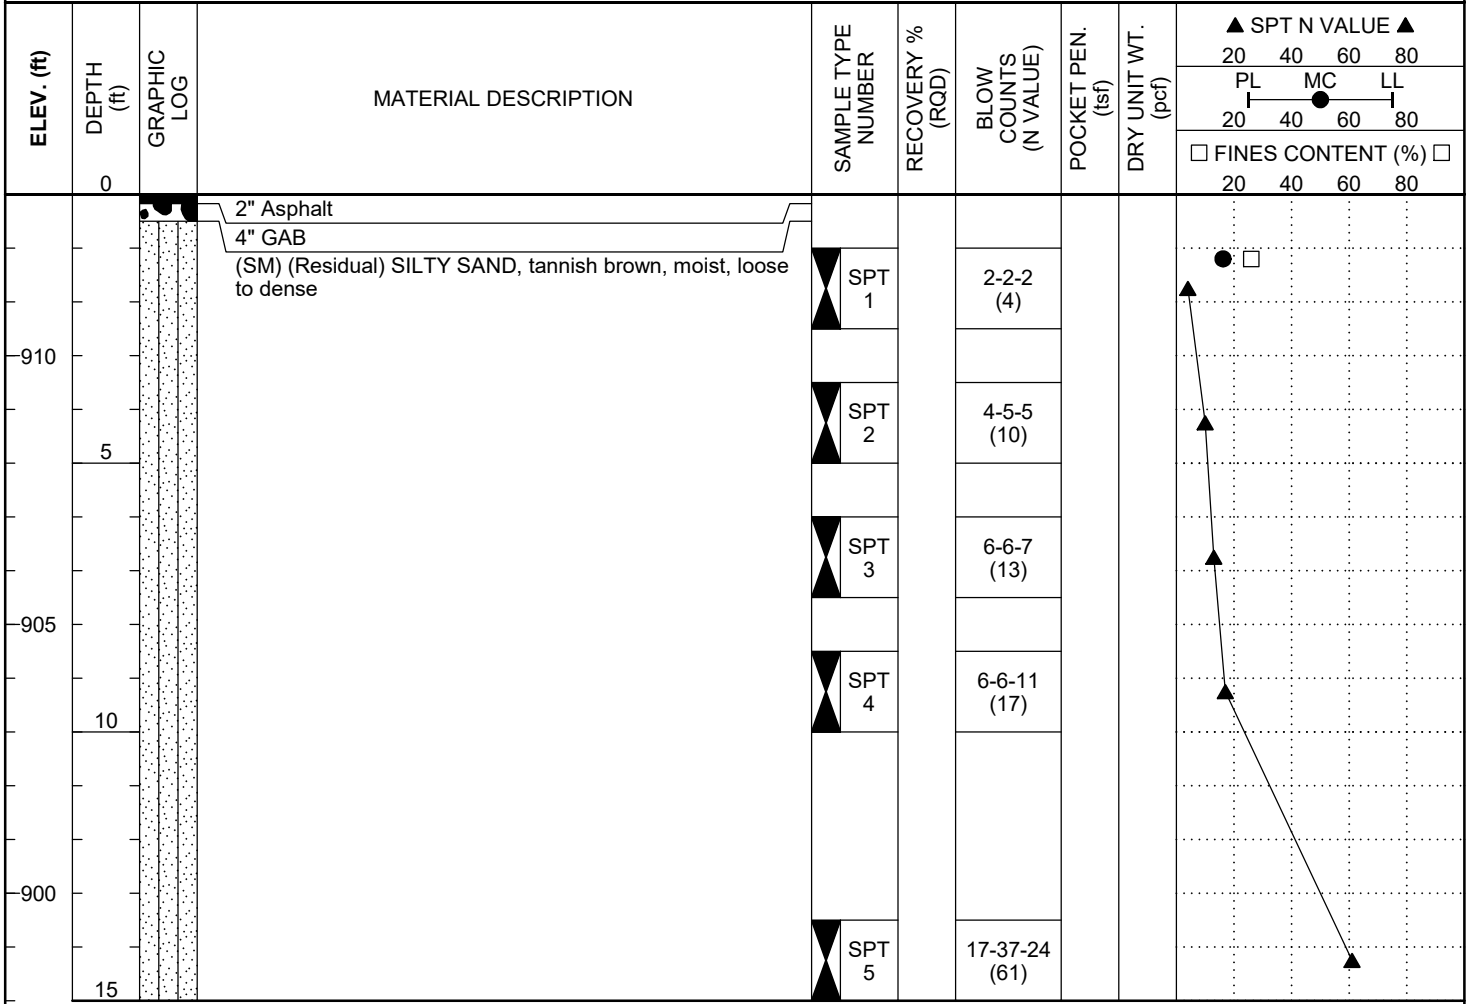 ELEV. (ft)
DEPTH
(ft)
0
GRAPHIC
LOG
MATERIAL DESCRIPTION
SAMPLE TYPE
NUMBER
RECOVERY %
(RQD)
BLOW
COUNTS
(N VALUE)
POCKET PEN.
(tsf)
DRY UNIT WT.
(pcf)
▲ SPT N VALUE ▲
20 40 60 80
PL MC LL
20 40 60 80
□ FINES CONTENT (%) □
20 40 60 80
2" Asphalt
4" GAB
(SM) (Residual) SILTY SAND, tannish brown, moist, loose
to dense
SPT
1
2-2-2
(4)
910
SPT
2
4-5-5
(10)
5
SPT
3
6-6-7
(13)
905
SPT
4
6-6-11
(17)
10
900
SPT
5
17-37-24
(61)
15